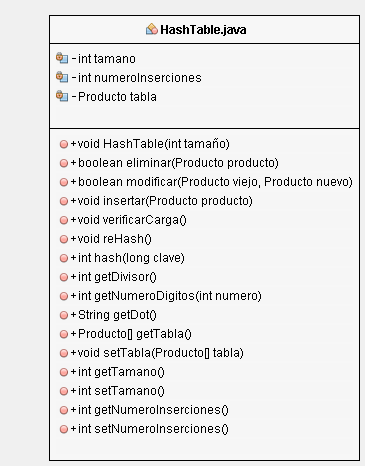 HashTable.java
- int tamano
- int numeroInserciones
- Producto tabla
+ void HashTable(int tamaño)
+ boolean eliminar(Producto producto)
+ boolean modificar(Producto viejo, Producto nuevo)
+ void insertar(Producto producto)
+ void verificarCarga()
+ void reHash()
+ int hash(long clave)
+ int getDivisor()
+ int getNumeroDigitos(int numero)
+ String getDot()
+ Producto[] getTabla()
+ void setTabla(Producto[] tabla)
+ int getTamano()
+ int setTamano()
+ int getNumeroInserciones()
+ int setNumeroInserciones()